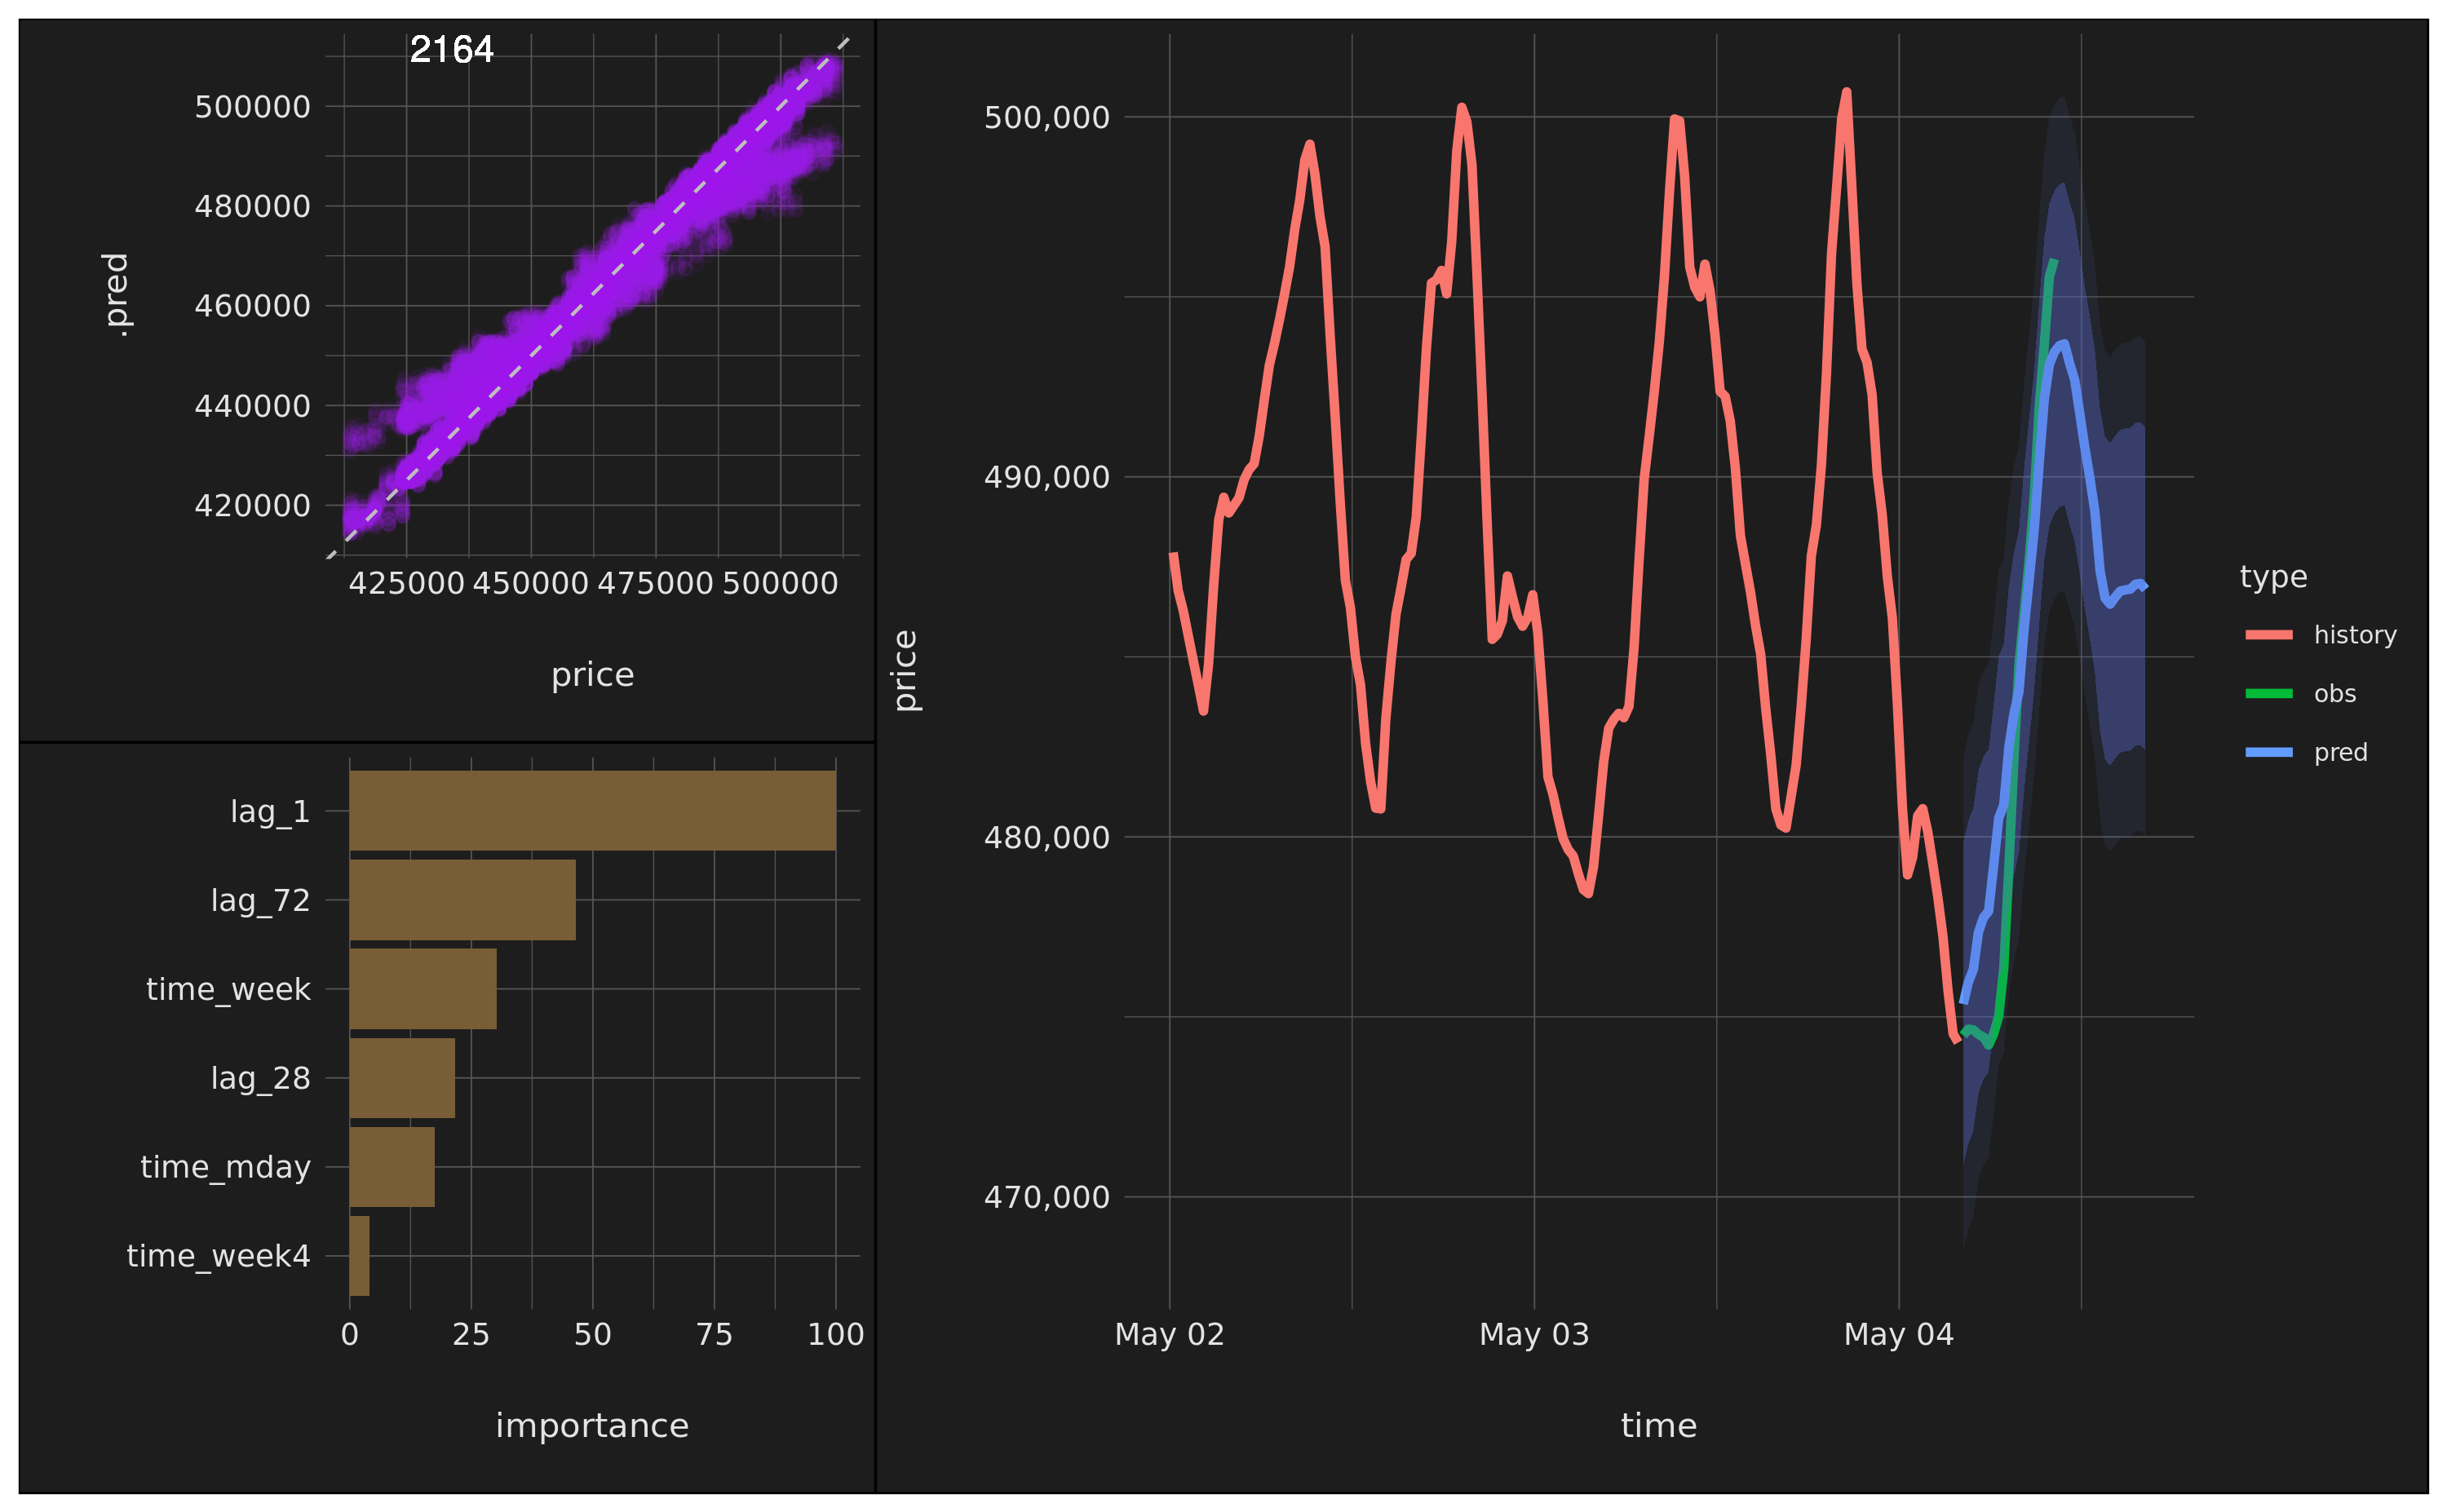 2164
500000
480000
460000
440000
420000
.pred
425000 450000 475000 500000
price
lag_1
lag_72
time_week
lag_28
time_mday
time_week4
0 25 50 75 100
importance
500,000
490,000
480,000
470,000
price
May 02 May 03 May 04
time
type
history
obs
pred